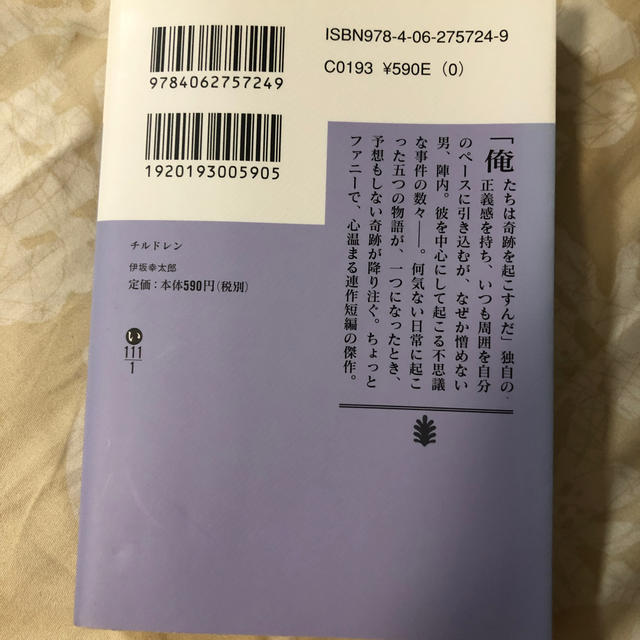 ISBN978-4-06-275724-9
C0193 ¥590E (0)
9784062757249
1920193005905
「俺たちは奇跡を起こすんだ」独自の
正義感を持ち、いつも周囲を自分
のペースに引き込むが、なぜか憎めない
男、陣内。彼を中心にして起こる不思議
な事件の数々――。何気ない日常に起こ
った五つの物語が、一つになったとき、
予想もしない奇跡が降り注ぐ。ちょっと
ファニーで、心温まる連作短編の傑作。
チルドレン
伊坂幸太郎
定価：本体590円(税別)
い
111
1